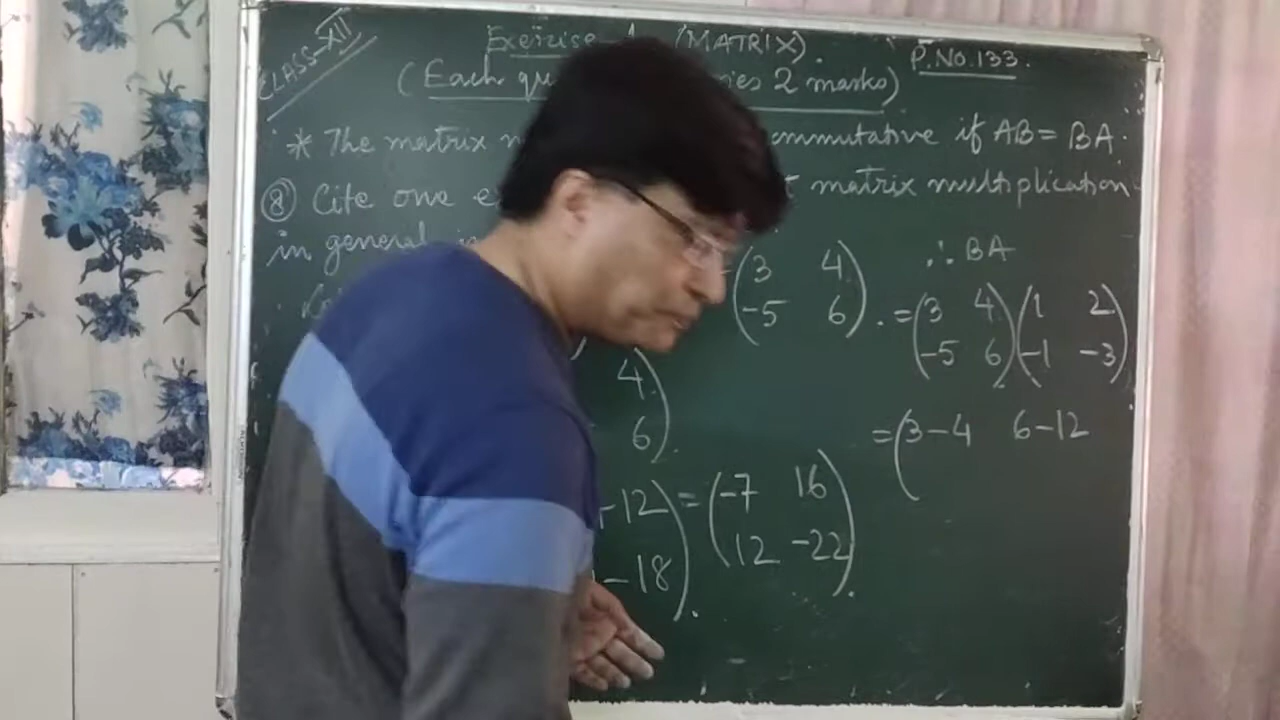 CLASS-XII
Exercise-1 (MATRIX).
P.No.133.
(Each qu ies 2 marks)
* The matrix m mmutative if AB = BA.
⑧ Cite one e t matrix multiplication
in general i
(3 4
-5 6).
∴ BA
= (3 4
-5 6) (1 2
-1 -3)
4
6).
= (3-4 6-12
+12
-18)
= (-7 16
12 -22).